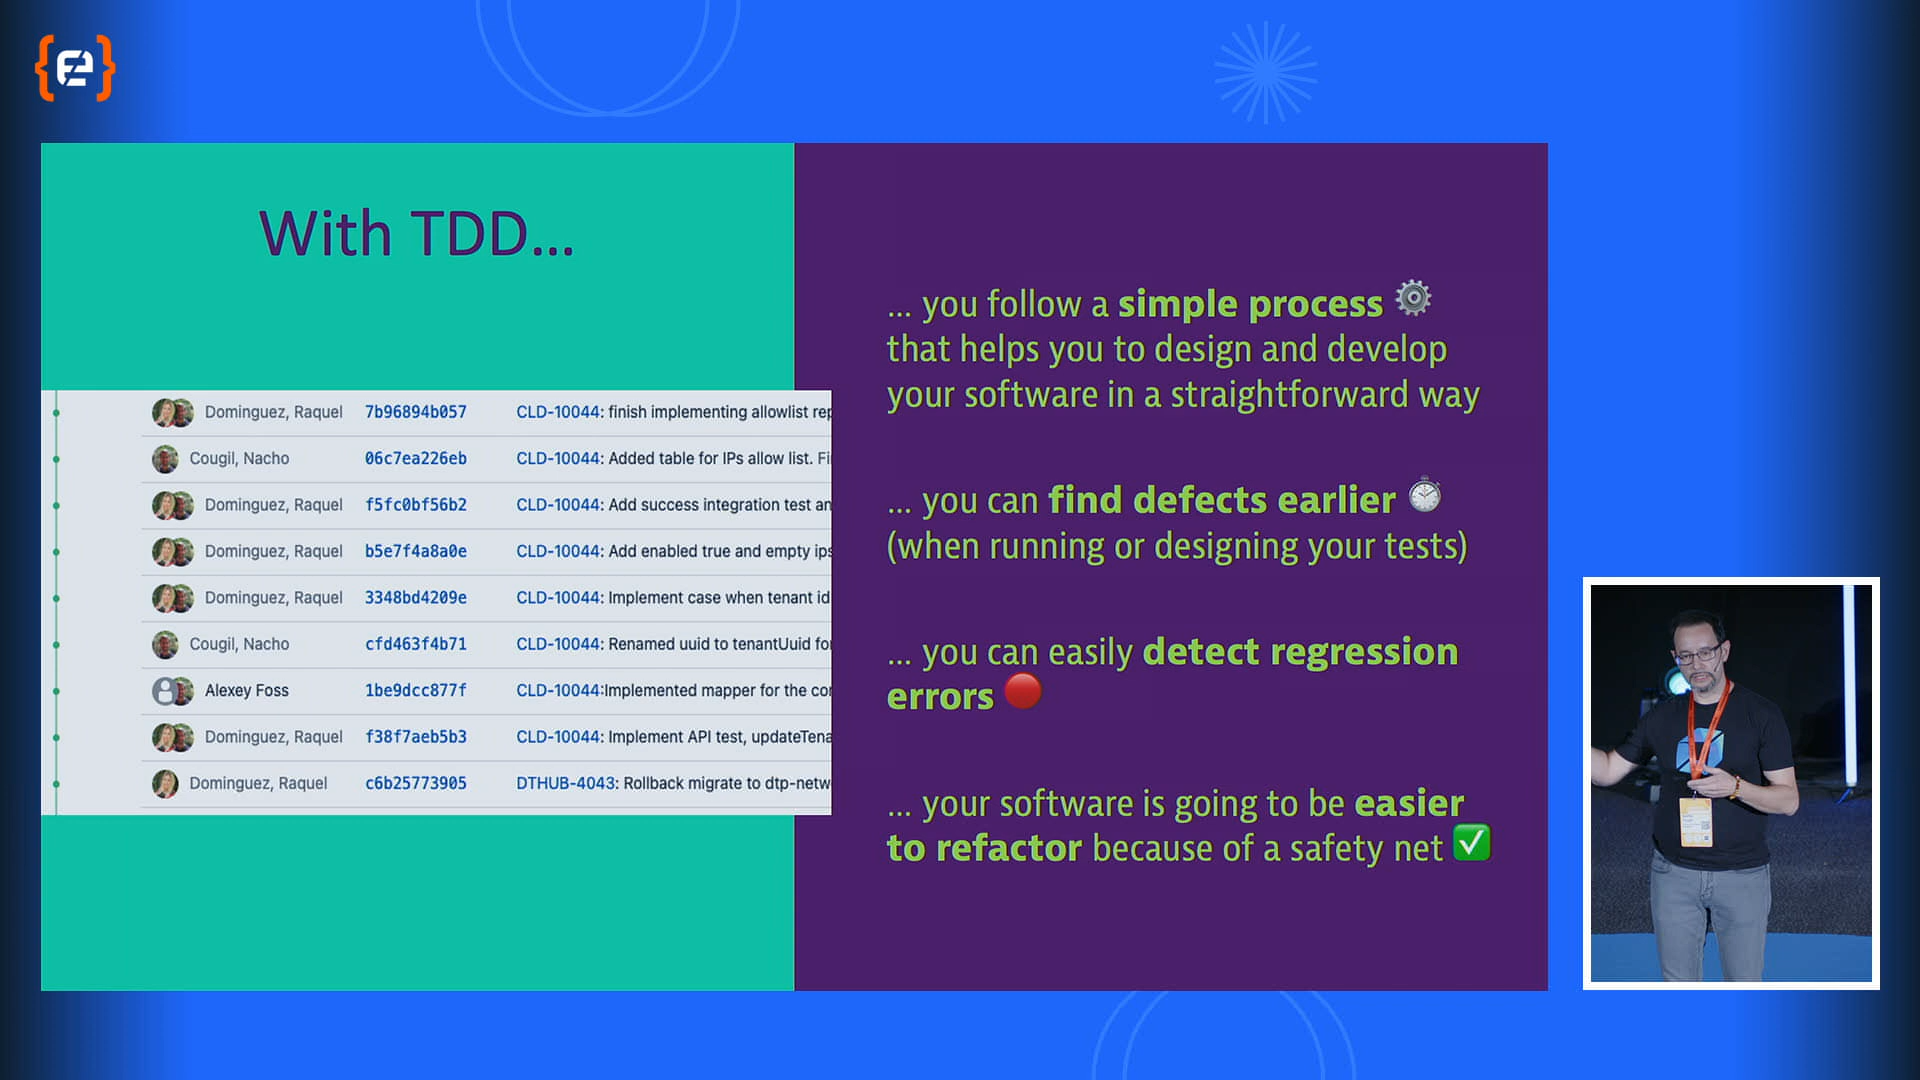 With TDD...
Dominguez, Raquel 7b96894b057 CLD-10044: finish implementing allowlist rep
Cougil, Nacho 06c7ea226eb CLD-10044: Added table for IPs allow list. Fi
Dominguez, Raquel f5fc0bf56b2 CLD-10044: Add success integration test an
Dominguez, Raquel b5e7f4a8a0e CLD-10044: Add enabled true and empty ips
Dominguez, Raquel 3348bd4209e CLD-10044: Implement case when tenant id
Cougil, Nacho cfd463f4b71 CLD-10044: Renamed uuid to tenantUuid fo
Alexey Foss 1be9dcc877f CLD-10044:Implemented mapper for the co
Dominguez, Raquel f38f7aeb5b3 CLD-10044: Implement API test, updateTena
Dominguez, Raquel c6b25773905 DTHUB-4043: Rollback migrate to dtp-netw
... you follow a simple process
that helps you to design and develop
your software in a straightforward way
... you can find defects earlier
(when running or designing your tests)
... you can easily detect regression
errors
... your software is going to be easier
to refactor because of a safety net